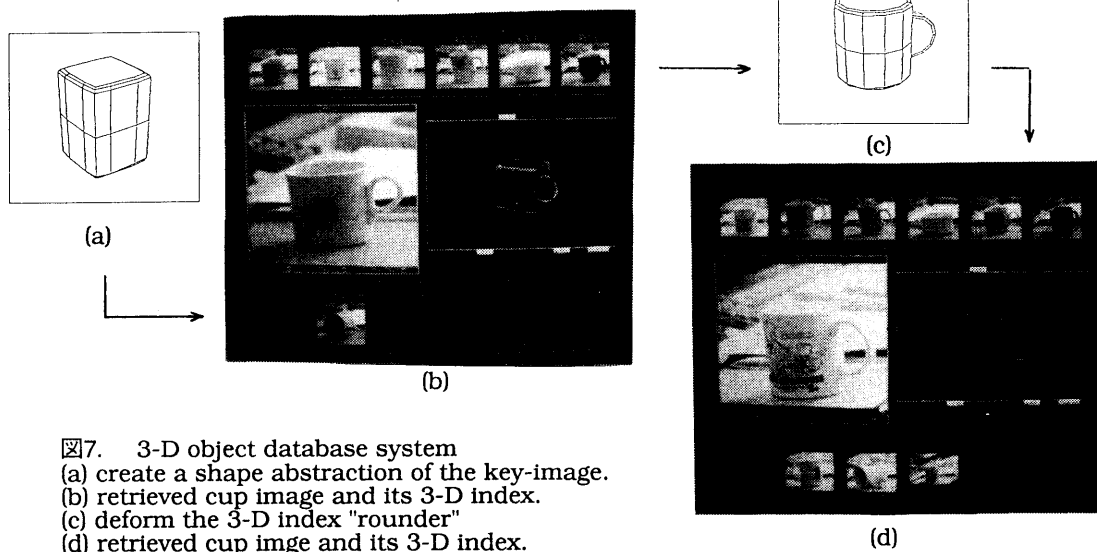 (a)
(b)
(c)
(d)
図7. 3-D object database system
(a) create a shape abstraction of the key-image.
(b) retrieved cup image and its 3-D index.
(c) deform the 3-D index "rounder"
(d) retrieved cup imge and its 3-D index.